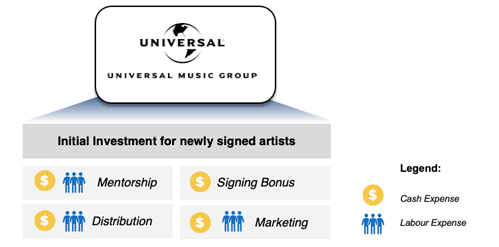 UNIVERSAL
UNIVERSAL MUSIC GROUP
Initial Investment for newly signed artists
$ Mentorship
$ Signing Bonus
$ Distribution
$ Marketing
Legend:
$ Cash Expense
Labour Expense